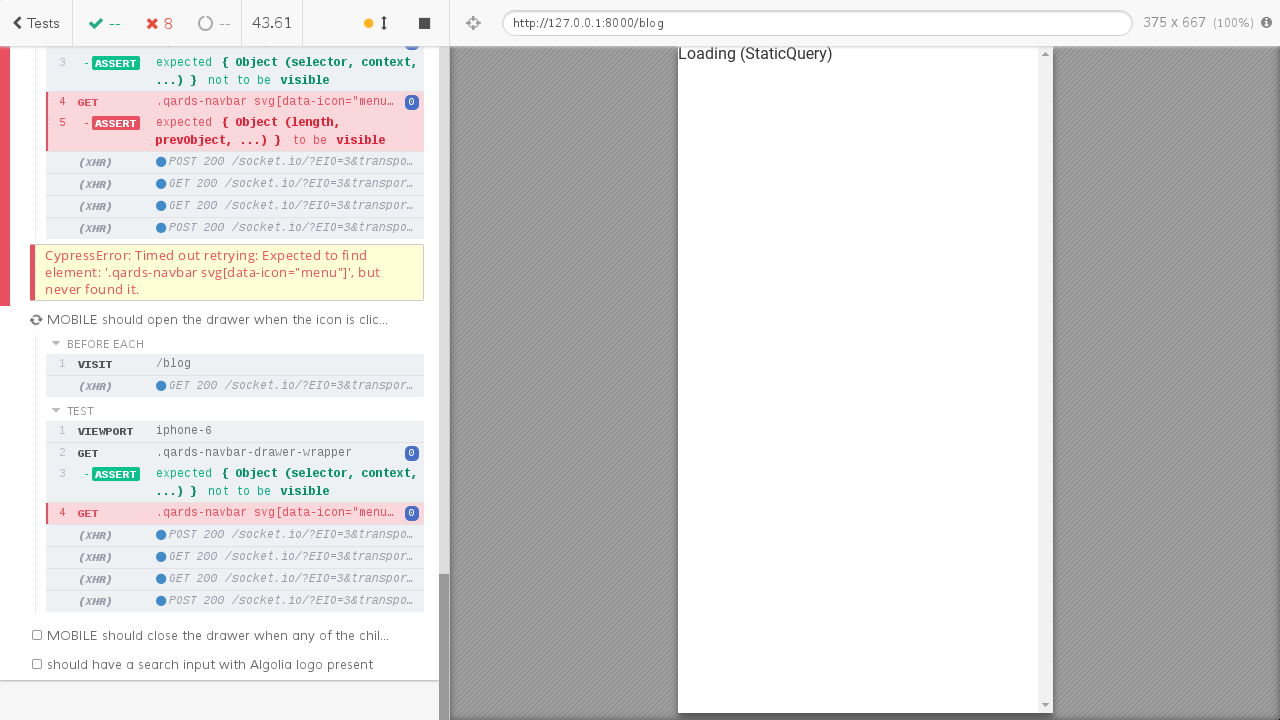 Tests
--
8
--
43.61
http://127.0.0.1:8000/blog
375 x 667 (100%)
3 - ASSERT expected { Object (selector, context,
...) } not to be visible
4 GET .qards-navbar svg[data-icon="menu… 0
5 - ASSERT expected { Object (length,
prevObject, ...) } to be visible
(XHR) POST 200 /socket.io/?EIO=3&transpo…
(XHR) GET 200 /socket.io/?EIO=3&transpor…
(XHR) GET 200 /socket.io/?EIO=3&transpor…
(XHR) POST 200 /socket.io/?EIO=3&transpo…
CypressError: Timed out retrying: Expected to find
element: '.qards-navbar svg[data-icon="menu"]', but
never found it.
MOBILE should open the drawer when the icon is clic...
BEFORE EACH
1 VISIT /blog
(XHR) GET 200 /socket.io/?EIO=3&transpor…
TEST
1 VIEWPORT iphone-6
2 GET .qards-navbar-drawer-wrapper 0
3 - ASSERT expected { Object (selector, context,
...) } not to be visible
4 GET .qards-navbar svg[data-icon="menu… 0
(XHR) POST 200 /socket.io/?EIO=3&transpo…
(XHR) GET 200 /socket.io/?EIO=3&transpor…
(XHR) GET 200 /socket.io/?EIO=3&transpor…
(XHR) POST 200 /socket.io/?EIO=3&transpo…
MOBILE should close the drawer when any of the chil...
should have a search input with Algolia logo present
Loading (StaticQuery)